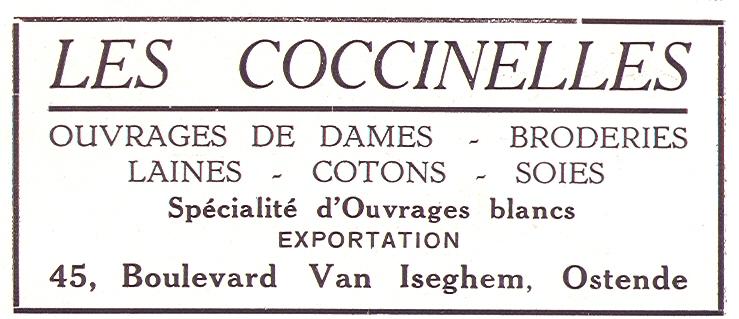 LES COCCINELLES
OUVRAGES DE DAMES - BRODERIES
LAINES - COTONS - SOIES
Spécialité d'Ouvrages blancs
EXPORTATION
45, Boulevard Van Iseghem, Ostende